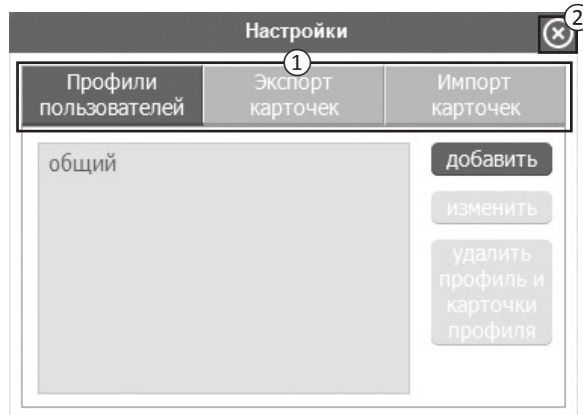 Настройки
2
1
Профили
пользователей
Экспорт
карточек
Импорт
карточек
общий
добавить
изменить
удалить
профиль и
карточки
профиля